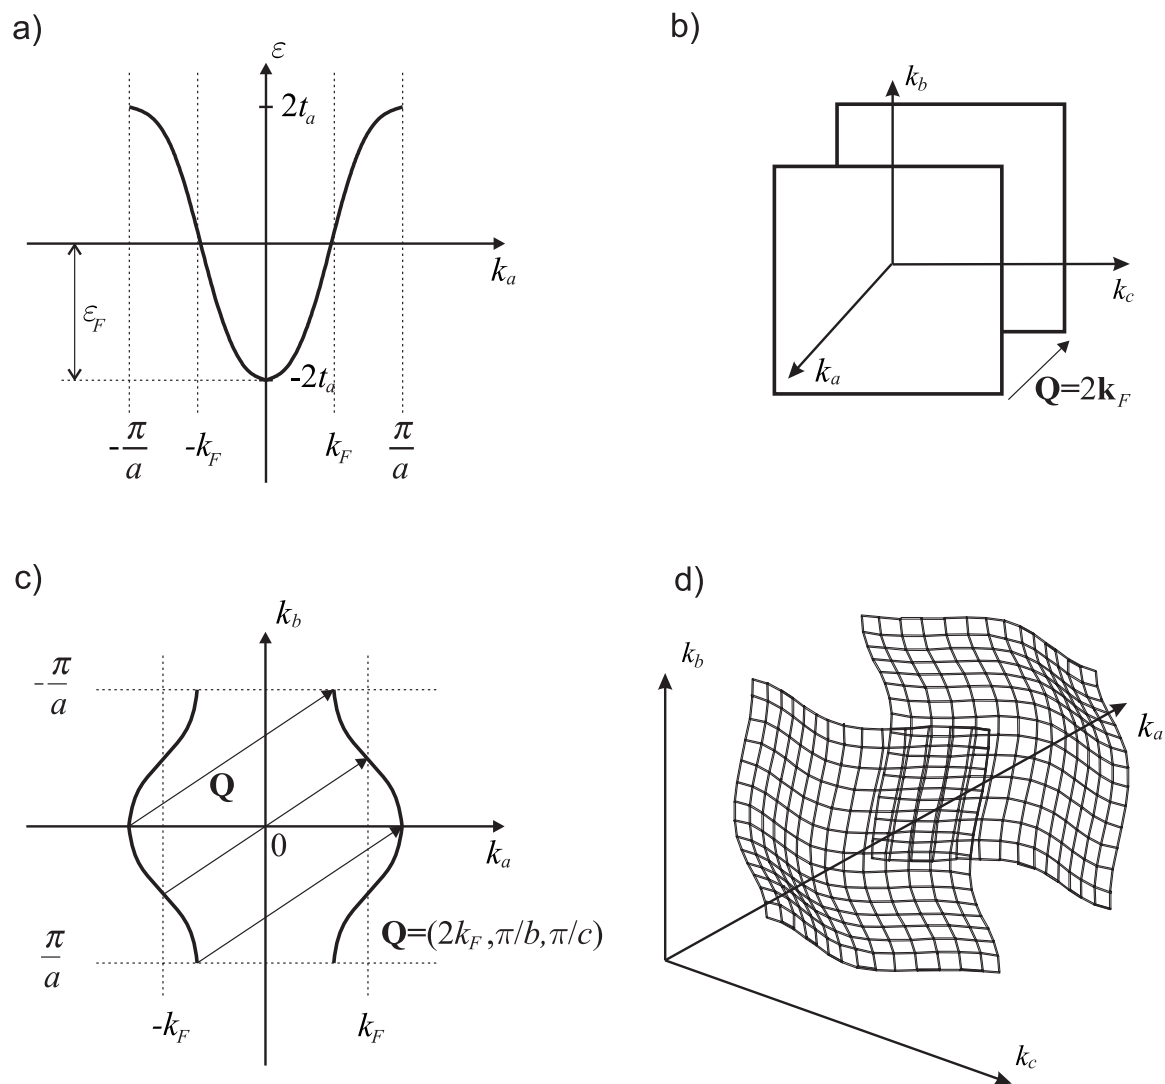 a)
ε
2t_a
k_a
ε_F
-2t_a
-π/a
-k_F
k_F
π/a
b)
k_b
k_c
k_a
Q=2k_F
c)
k_b
-π/a
Q
0
k_a
Q=(2k_F,π/b,π/c)
π/a
-k_F
k_F
d)
k_b
k_a
k_c